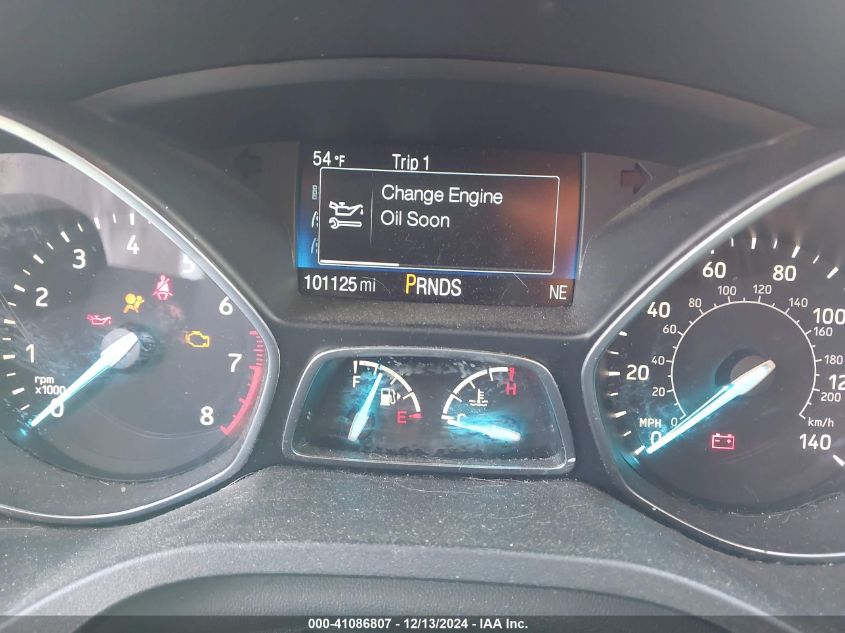 54 °F Trip 1
Change Engine
Oil Soon
101125 mi PRNDS NE
0 1 2 3 4 5 6 7 8
rpm
x1000
F E
C H
0 20 40 60 80 100 12 140
MPH
0 20 40 60 80 100 120 140 160 180 200
km/h
000-41086807 - 12/13/2024 - IAA Inc.